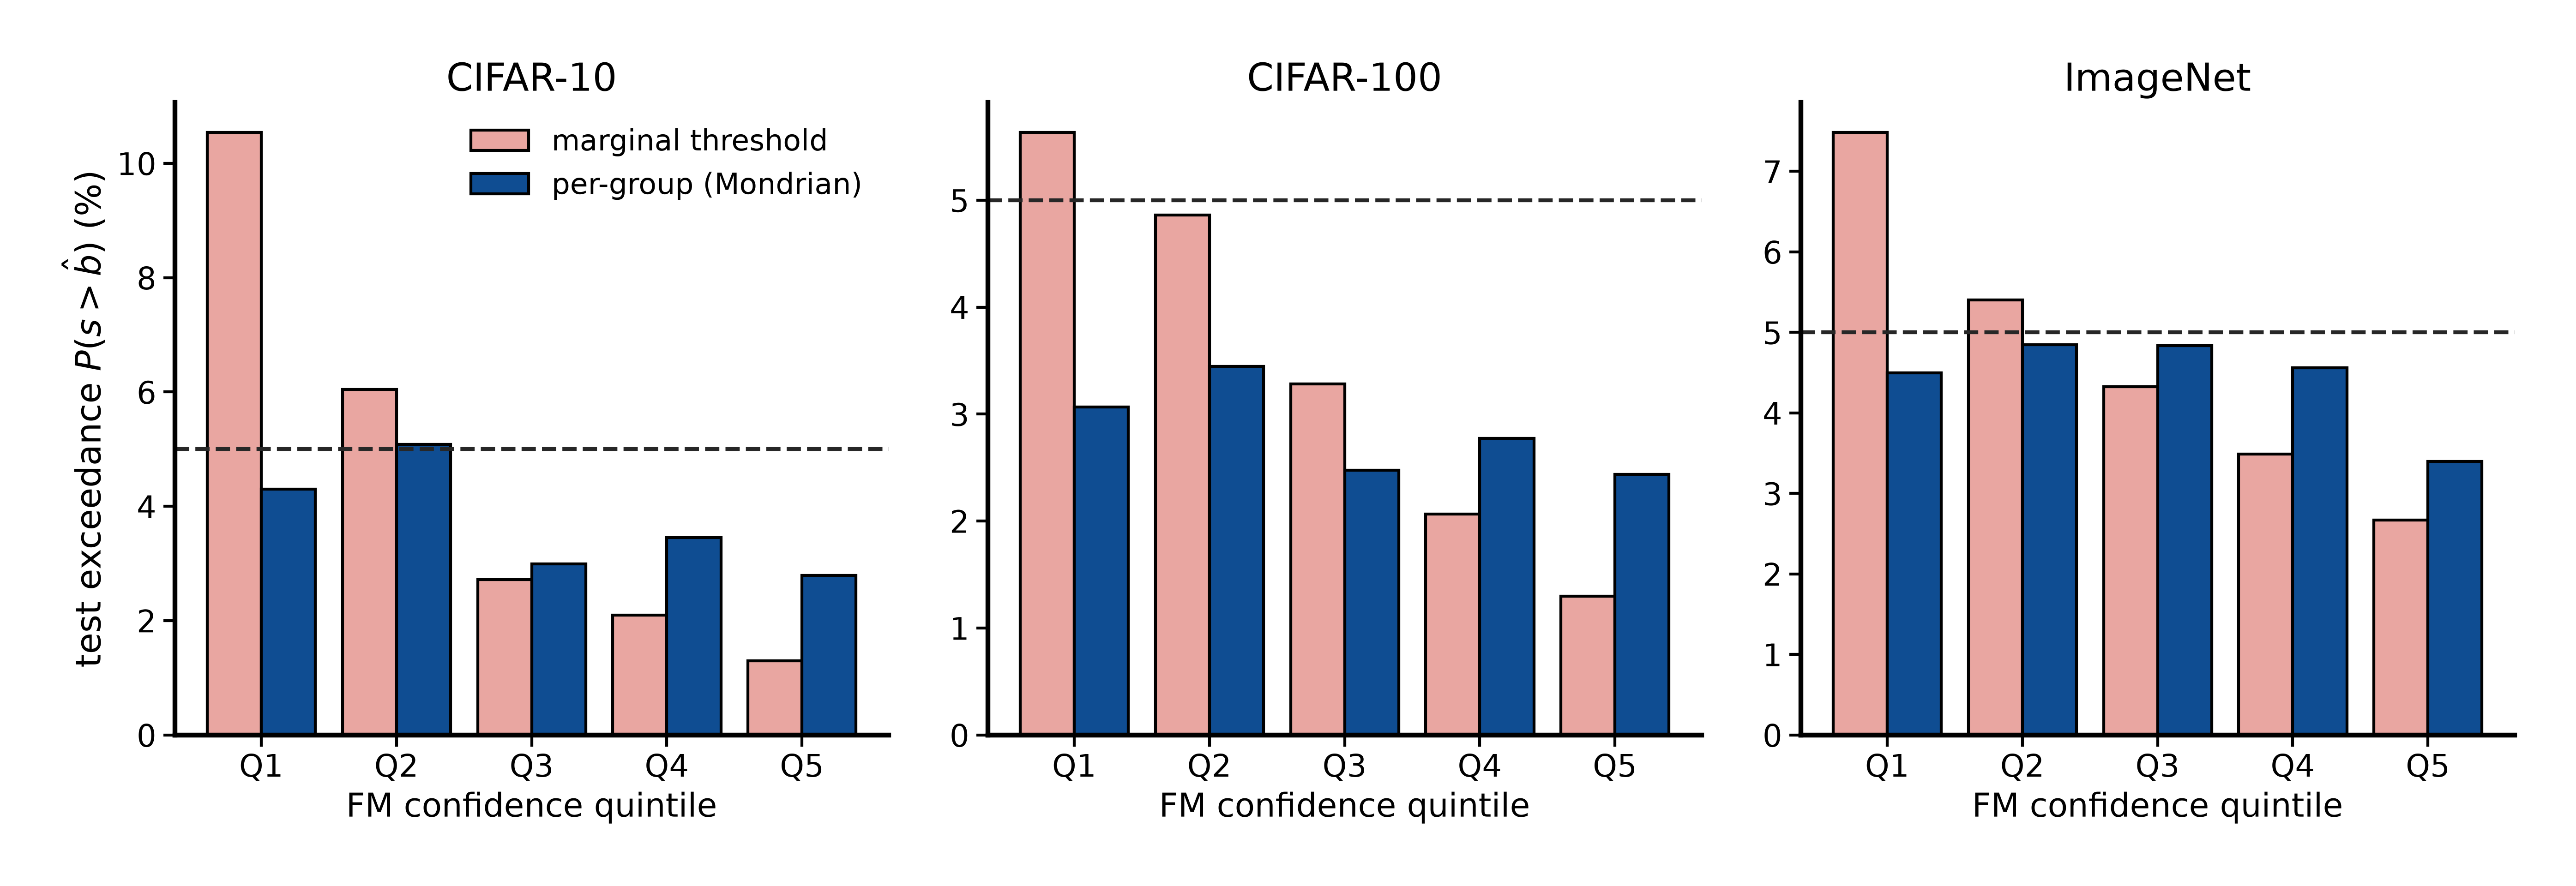 CIFAR-10
test exceedance P(s > b̂) (%)
10
8
6
4
2
0
marginal threshold
per-group (Mondrian)
Q1 Q2 Q3 Q4 Q5
FM confidence quintile
CIFAR-100
5
4
3
2
1
0
Q1 Q2 Q3 Q4 Q5
FM confidence quintile
ImageNet
7
6
5
4
3
2
1
0
Q1 Q2 Q3 Q4 Q5
FM confidence quintile